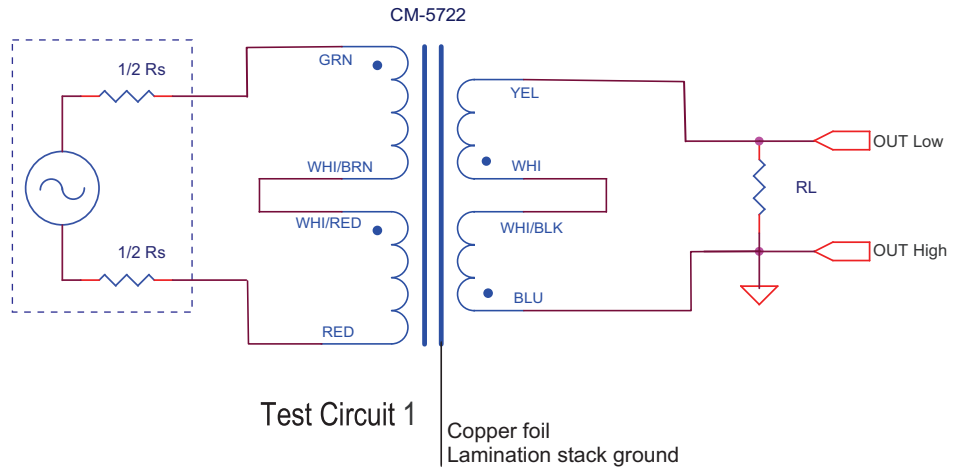 CM-5722
1/2 Rs
GRN
YEL
OUT Low
WHI/BRN
WHI
RL
WHI/RED
WHI/BLK
1/2 Rs
OUT High
BLU
RED
Test Circuit 1
Copper foil
Lamination stack ground